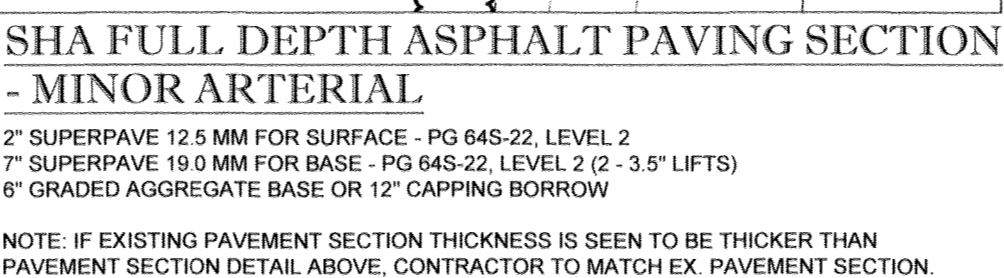 SHA FULL DEPTH ASPHALT PAVING SECTION
- MINOR ARTERIAL
2" SUPERPAVE 12.5 MM FOR SURFACE - PG 64S-22, LEVEL 2
7" SUPERPAVE 19.0 MM FOR BASE - PG 64S-22, LEVEL 2 (2 - 3.5" LIFTS)
6" GRADED AGGREGATE BASE OR 12" CAPPING BORROW
NOTE: IF EXISTING PAVEMENT SECTION THICKNESS IS SEEN TO BE THICKER THAN
PAVEMENT SECTION DETAIL ABOVE, CONTRACTOR TO MATCH EX. PAVEMENT SECTION.